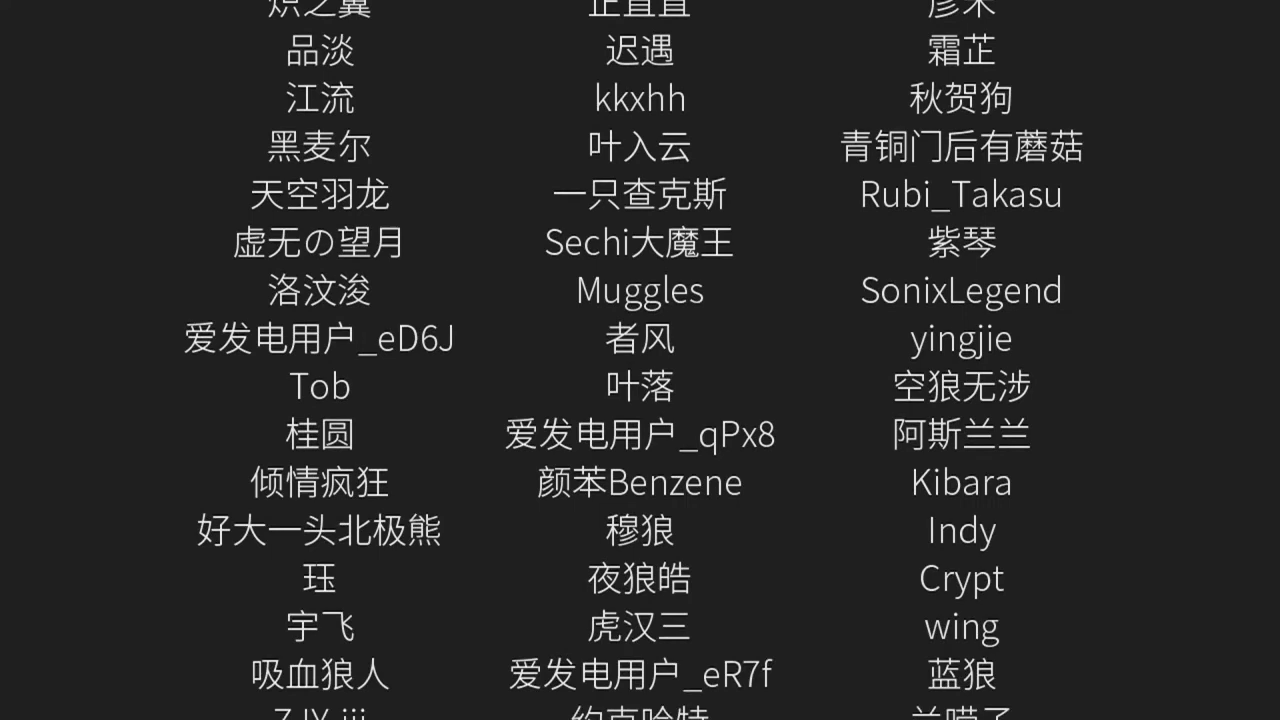 品淡 迟遇 霜芷
江流 kkxhh 秋贺狗
黑麦尔 叶入云 青铜门后有蘑菇
天空羽龙 一只查克斯 Rubi_Takasu
虚无の望月 Sechi大魔王 紫琴
洛汶浚 Muggles SonixLegend
爱发电用户_eD6J 者风 yingjie
Tob 叶落 空狼无涉
桂圆 爱发电用户_qPx8 阿斯兰兰
倾情疯狂 颜苯Benzene Kibara
好大一头北极熊 穆狼 Indy
珏 夜狼皓 Crypt
宇飞 虎汉三 wing
吸血狼人 爱发电用户_eR7f 蓝狼